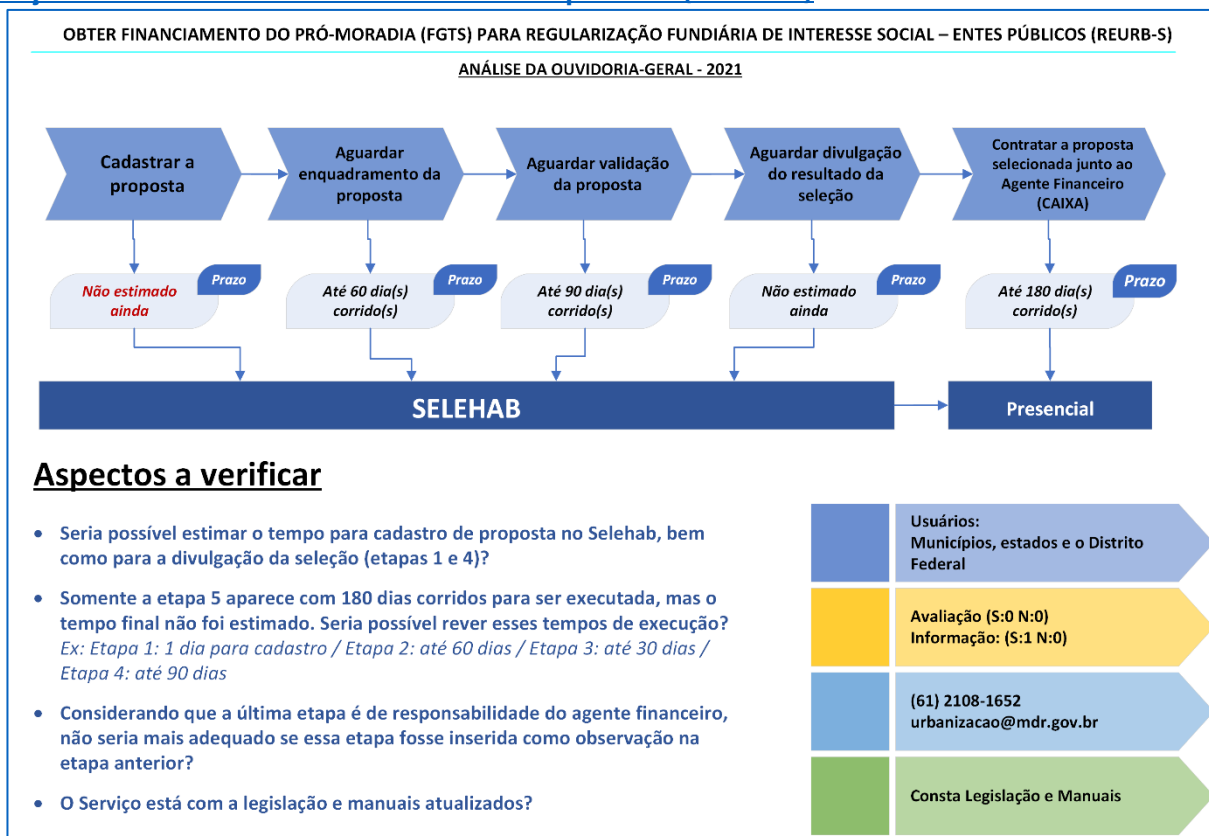 OBTER FINANCIAMENTO DO PRÓ-MORADIA (FGTS) PARA REGULARIZAÇÃO FUNDIÁRIA DE INTERESSE SOCIAL – ENTES PÚBLICOS (REURB-S)
ANÁLISE DA OUVIDORIA-GERAL - 2021
Cadastrar a
proposta
Aguardar
enquadramento da
proposta
Aguardar validação
da proposta
Aguardar divulgação
do resultado da
seleção
Contratar a proposta
selecionada junto ao
Agente Financeiro
(CAIXA)
Prazo
Não estimado
ainda
Prazo
Até 60 dia(s)
corrido(s)
Prazo
Até 90 dia(s)
corrido(s)
Prazo
Não estimado
ainda
Prazo
Até 180 dia(s)
corrido(s)
SELEHAB
Presencial
Aspectos a verificar
• Seria possível estimar o tempo para cadastro de proposta no Selehab, bem
como para a divulgação da seleção (etapas 1 e 4)?
• Somente a etapa 5 aparece com 180 dias corridos para ser executada, mas o
tempo final não foi estimado. Seria possível rever esses tempos de execução?
Ex: Etapa 1: 1 dia para cadastro / Etapa 2: até 60 dias / Etapa 3: até 30 dias /
Etapa 4: até 90 dias
• Considerando que a última etapa é de responsabilidade do agente financeiro,
não seria mais adequado se essa etapa fosse inserida como observação na
etapa anterior?
• O Serviço está com a legislação e manuais atualizados?
Usuários:
Municípios, estados e o Distrito
Federal
Avaliação (S:0 N:0)
Informação: (S:1 N:0)
(61) 2108-1652
urbanizacao@mdr.gov.br
Consta Legislação e Manuais